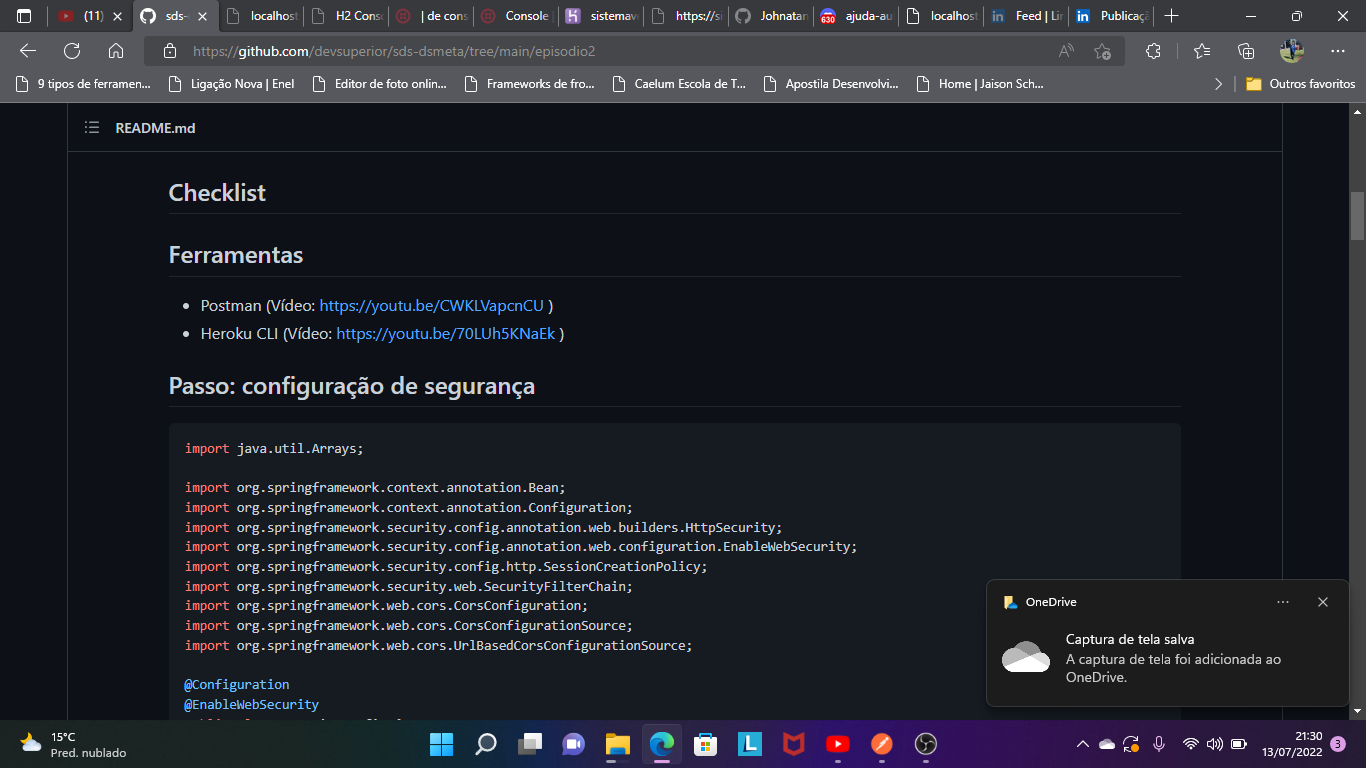 (11)
sds-
localhost
H2 Cons
| de cons
Console
sistemav
https://si
Johnatan
630
ajuda-au
localhost
Feed | Lin
Publicaçã
https://github.com/devsuperior/sds-dsmeta/tree/main/episodio2
9 tipos de ferramen...
Ligação Nova | Enel
Editor de foto onlin...
Frameworks de fro...
Caelum Escola de T...
Apostila Desenvolvi...
Home | Jaison Sch...
Outros favoritos
README.md
Checklist
Ferramentas
Postman (Vídeo: https://youtu.be/CWKLVapcnCU )
Heroku CLI (Vídeo: https://youtu.be/70LUh5KNaEk )
Passo: configuração de segurança
import java.util.Arrays;
import org.springframework.context.annotation.Bean;
import org.springframework.context.annotation.Configuration;
import org.springframework.security.config.annotation.web.builders.HttpSecurity;
import org.springframework.security.config.annotation.web.configuration.EnableWebSecurity;
import org.springframework.security.config.http.SessionCreationPolicy;
import org.springframework.security.web.SecurityFilterChain;
import org.springframework.web.cors.CorsConfiguration;
import org.springframework.web.cors.CorsConfigurationSource;
import org.springframework.web.cors.UrlBasedCorsConfigurationSource;
@Configuration
@EnableWebSecurity
OneDrive
Captura de tela salva
A captura de tela foi adicionada ao
OneDrive.
15°C
Pred. nublado
21:30
13/07/2022
3